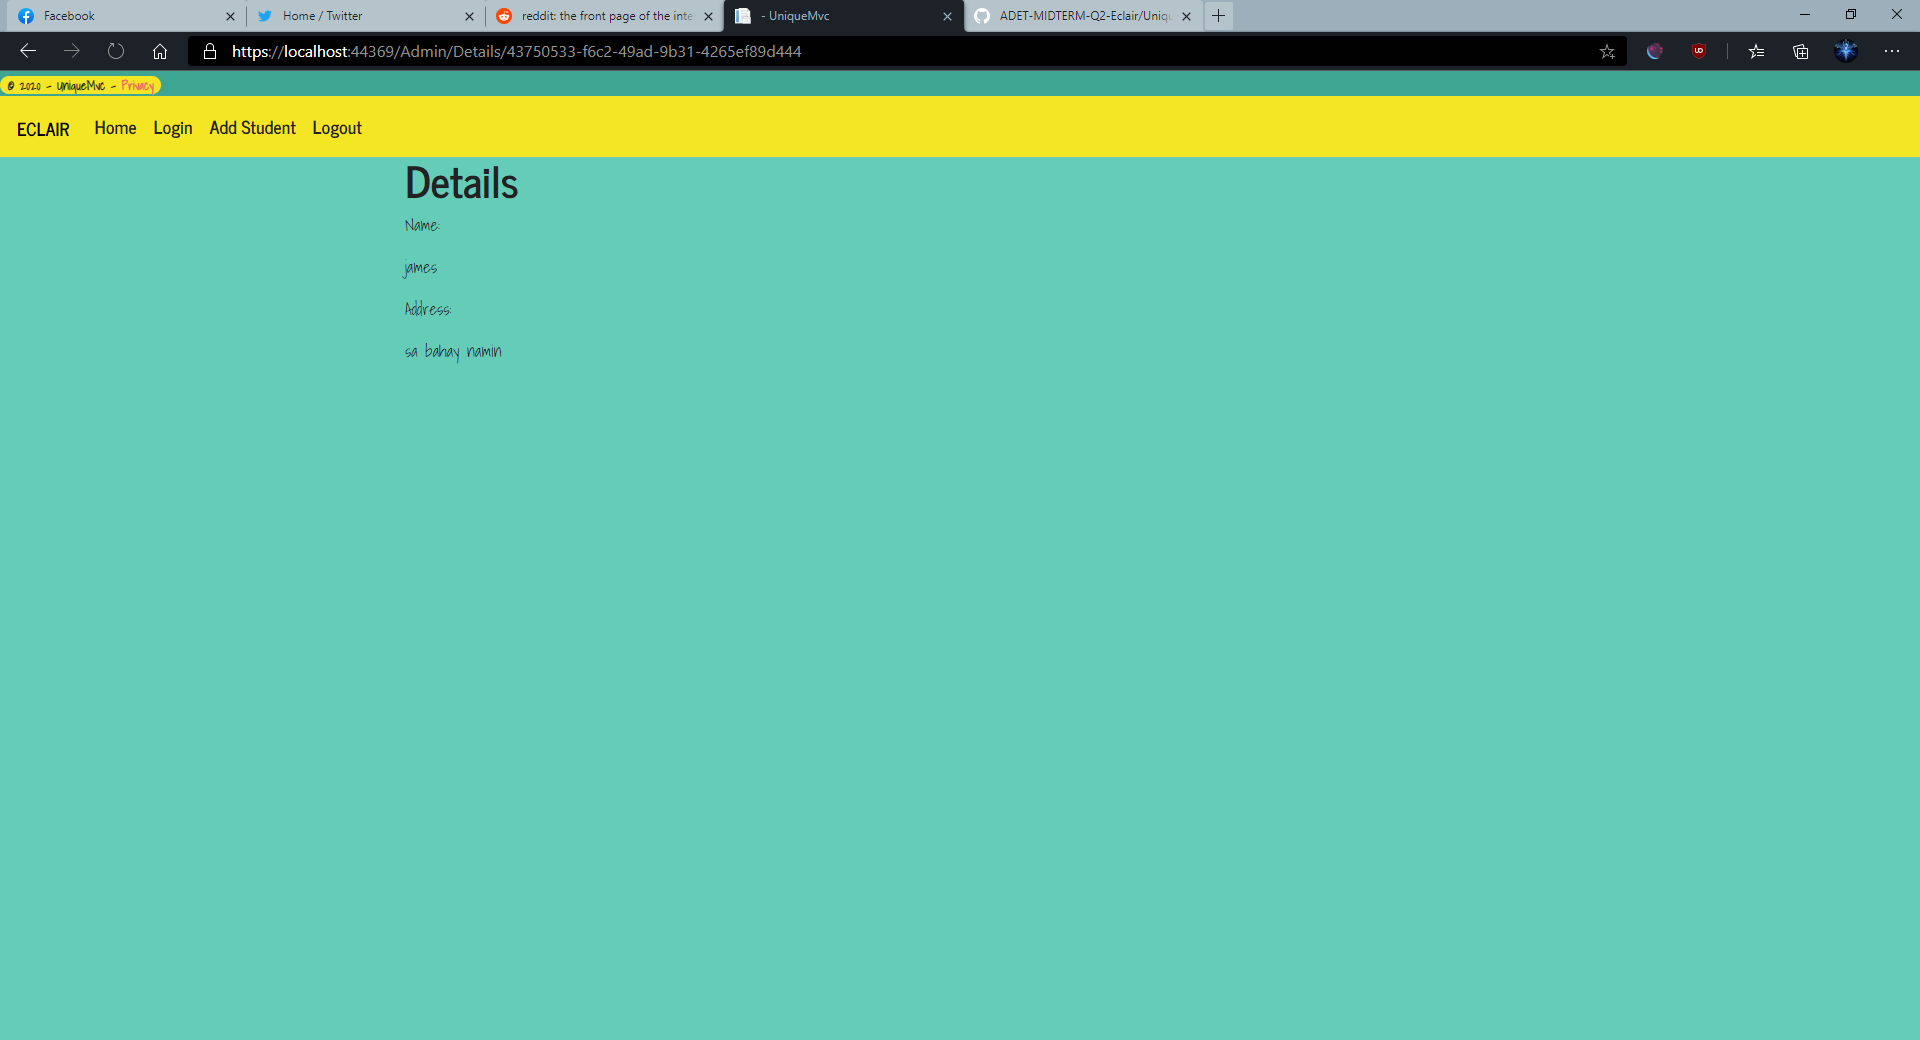 Facebook
Home / Twitter
reddit: the front page of the inte
- UniqueMvc
ADET-MIDTERM-Q2-Eclair/Uniqu
https://localhost:44369/Admin/Details/43750533-f6c2-49ad-9b31-4265ef89d444
© 2020 - UniqueMvc - Privacy
ECLAIR Home Login Add Student Logout
Details
Name:
james
Address:
sa bahay namin